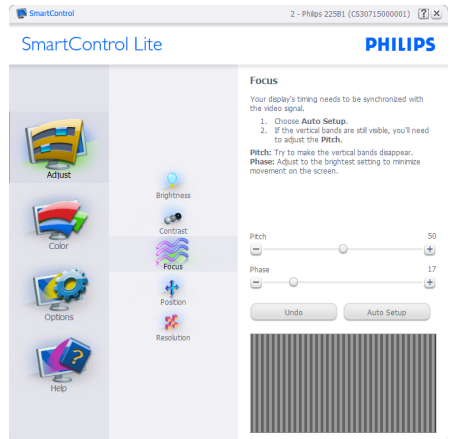 SmartControl
2 - Philips 225B1 (CS30715000001) ? X
SmartControl Lite
PHILIPS
Adjust
Color
Options
Help
Brightness
Contrast
Focus
Position
Resolution
Focus
Your display's timing needs to be synchronized with
the video signal.
1. Choose Auto Setup.
2. If the vertical bands are still visible, you'll need
to adjust the Pitch.
Pitch: Try to make the vertical bands disappear.
Phase: Adjust to the brightest setting to minimize
movement on the screen.
Pitch 50
Phase 17
Undo Auto Setup